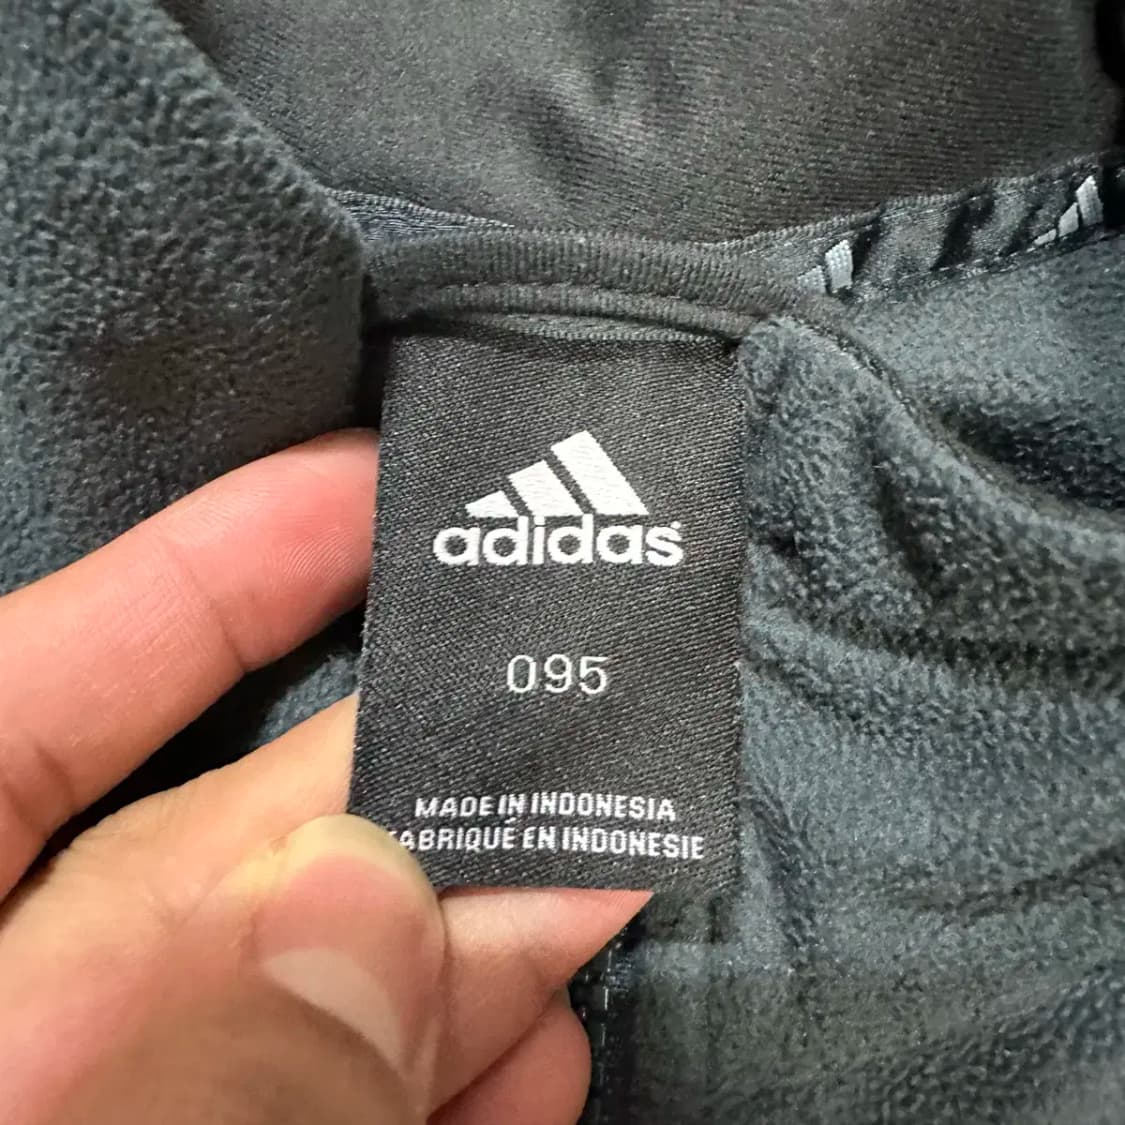 adidas
095
MADE IN INDONESIA
FABRIQUÉ EN INDONESIE